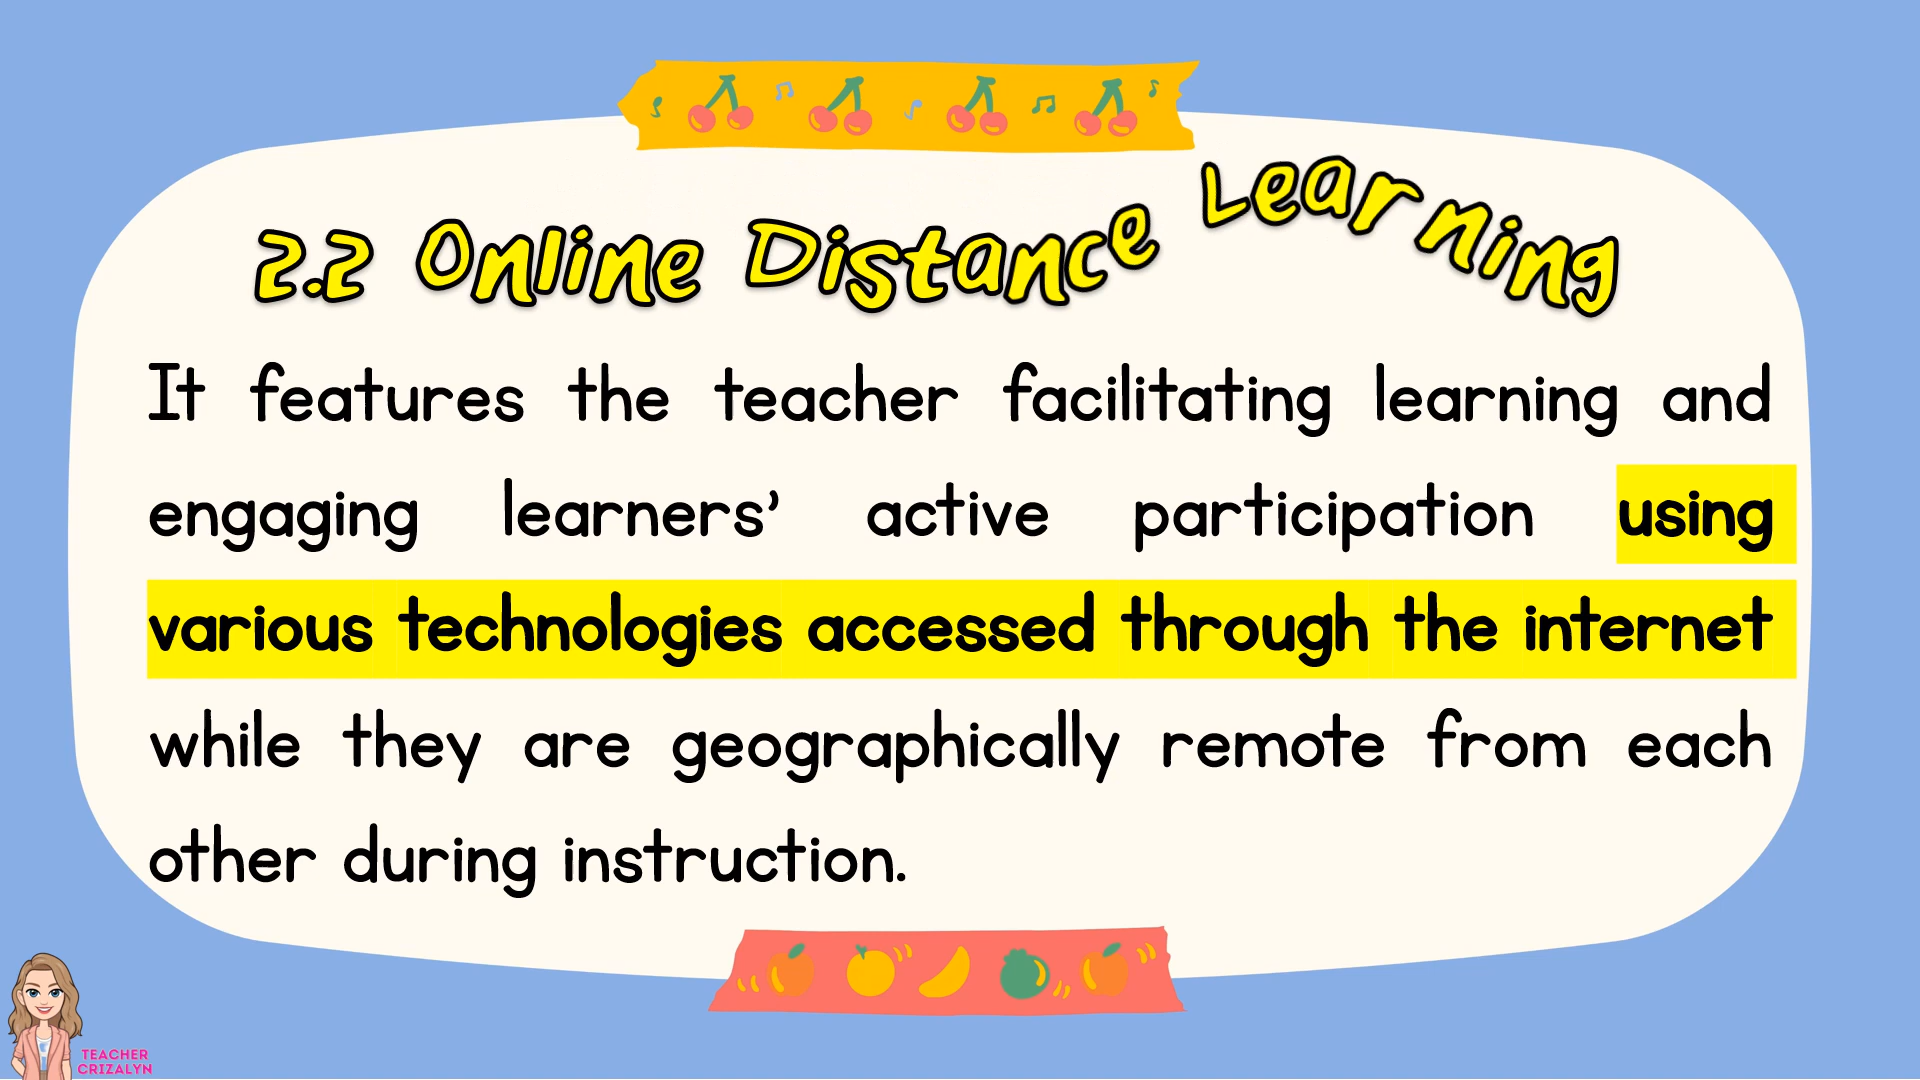 2.2 Online Distance Learning
It features the teacher facilitating learning and
engaging learners’ active participation using
various technologies accessed through the internet
while they are geographically remote from each
other during instruction.
TEACHER
CRIZALYN